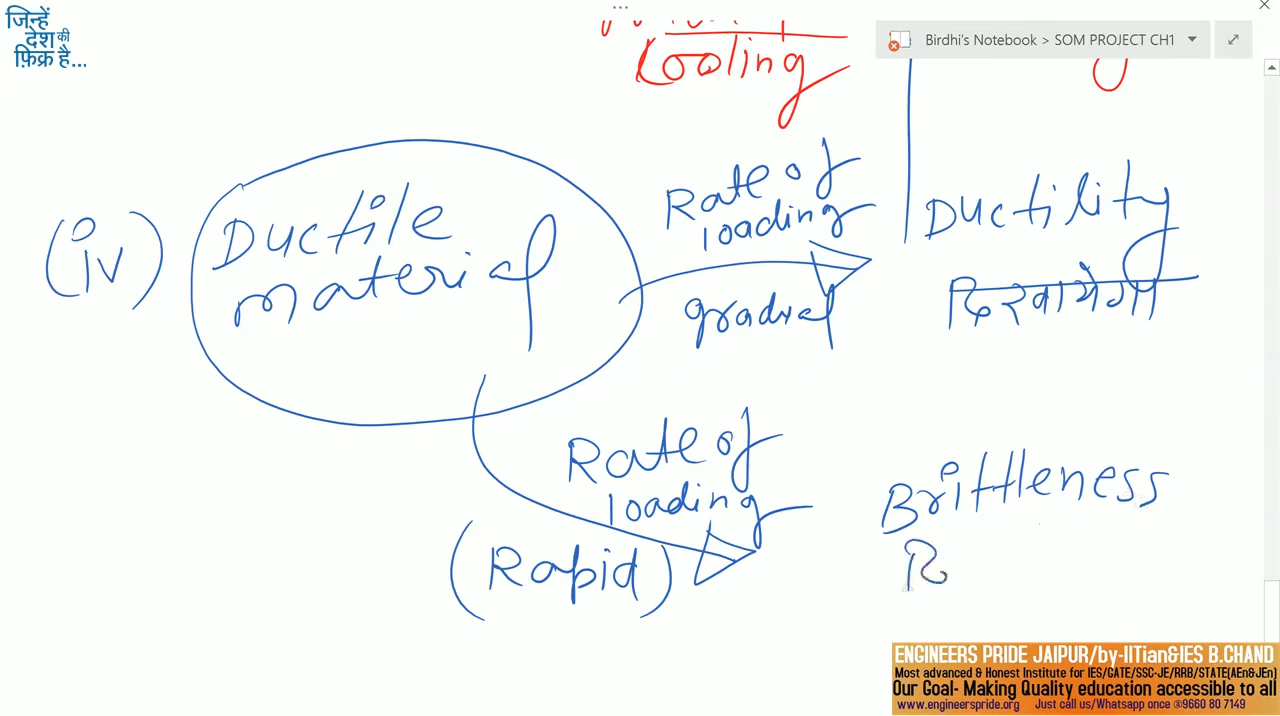 जिन्हें
देश की
फ़िक्र है...
Birdhi's Notebook > SOM PROJECT CH1
Cooling
(iv) Ductile
material
Rate of
loading
gradual
Ductility
दिखायेगा
Rate of
loading
(Rapid)
Brittleness
ENGINEERS PRIDE JAIPUR/by-IITian&IES B.CHAND
Most advanced & Honest Institute for IES/GATE/SSC-JE/RRB/STATE(AEn&JEn)
Our Goal- Making Quality education accessible to all
www.engineerspride.org Just call us/Whatsapp once @9660 80 7149